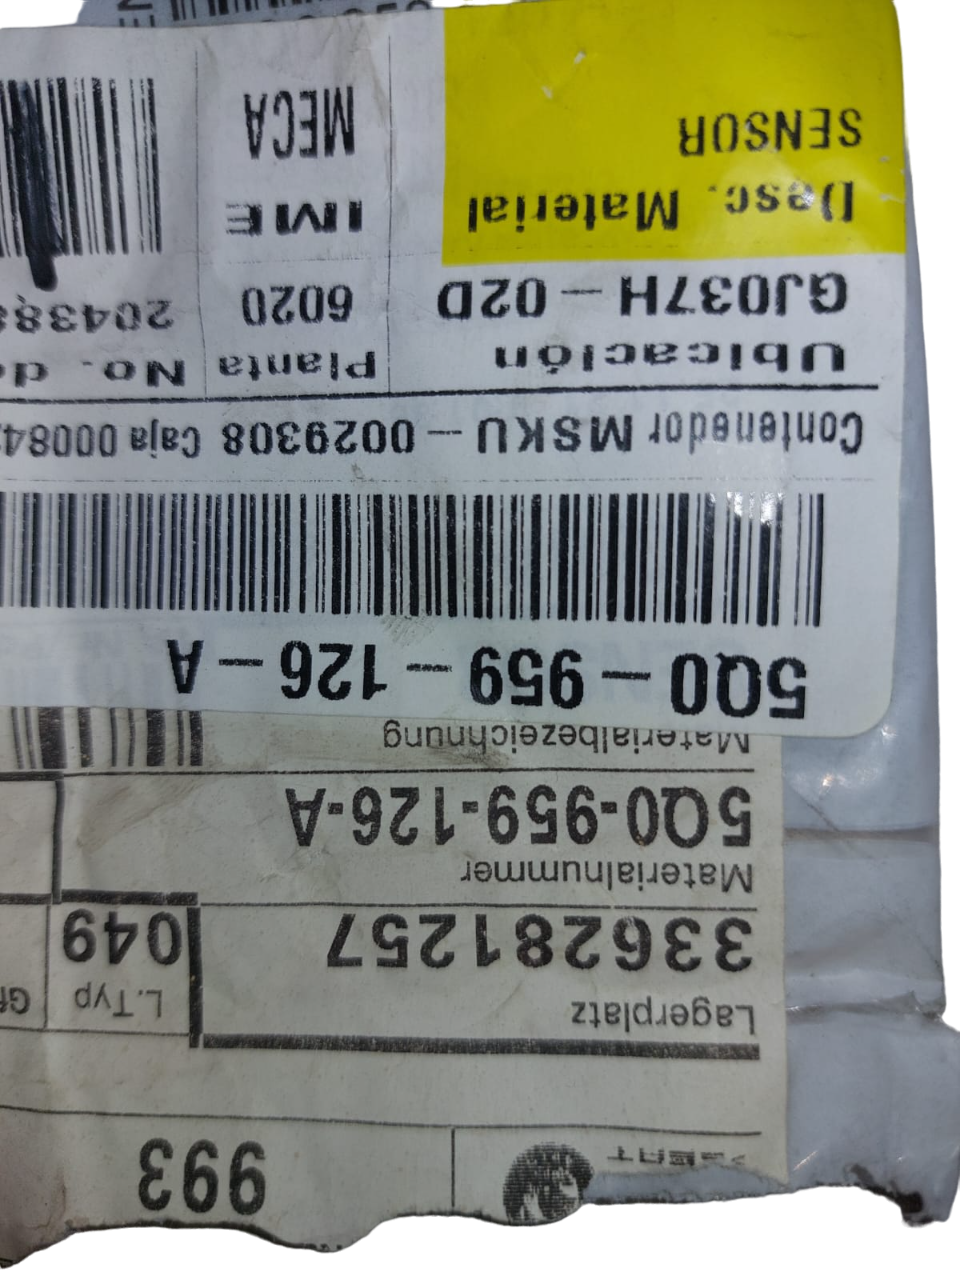 993
Lagerplatz
L.Typ
336281257
049
Materialnummer
5Q0-959-126-A
Materialbezeichnung
5Q0 - 959 - 126 - A
Contenedor MSKU - 0029308 Caja 00084
Ubicación Planta No. d
GJ037H - 02D 6020 20438
Desc. Material IME
SENSOR MECA